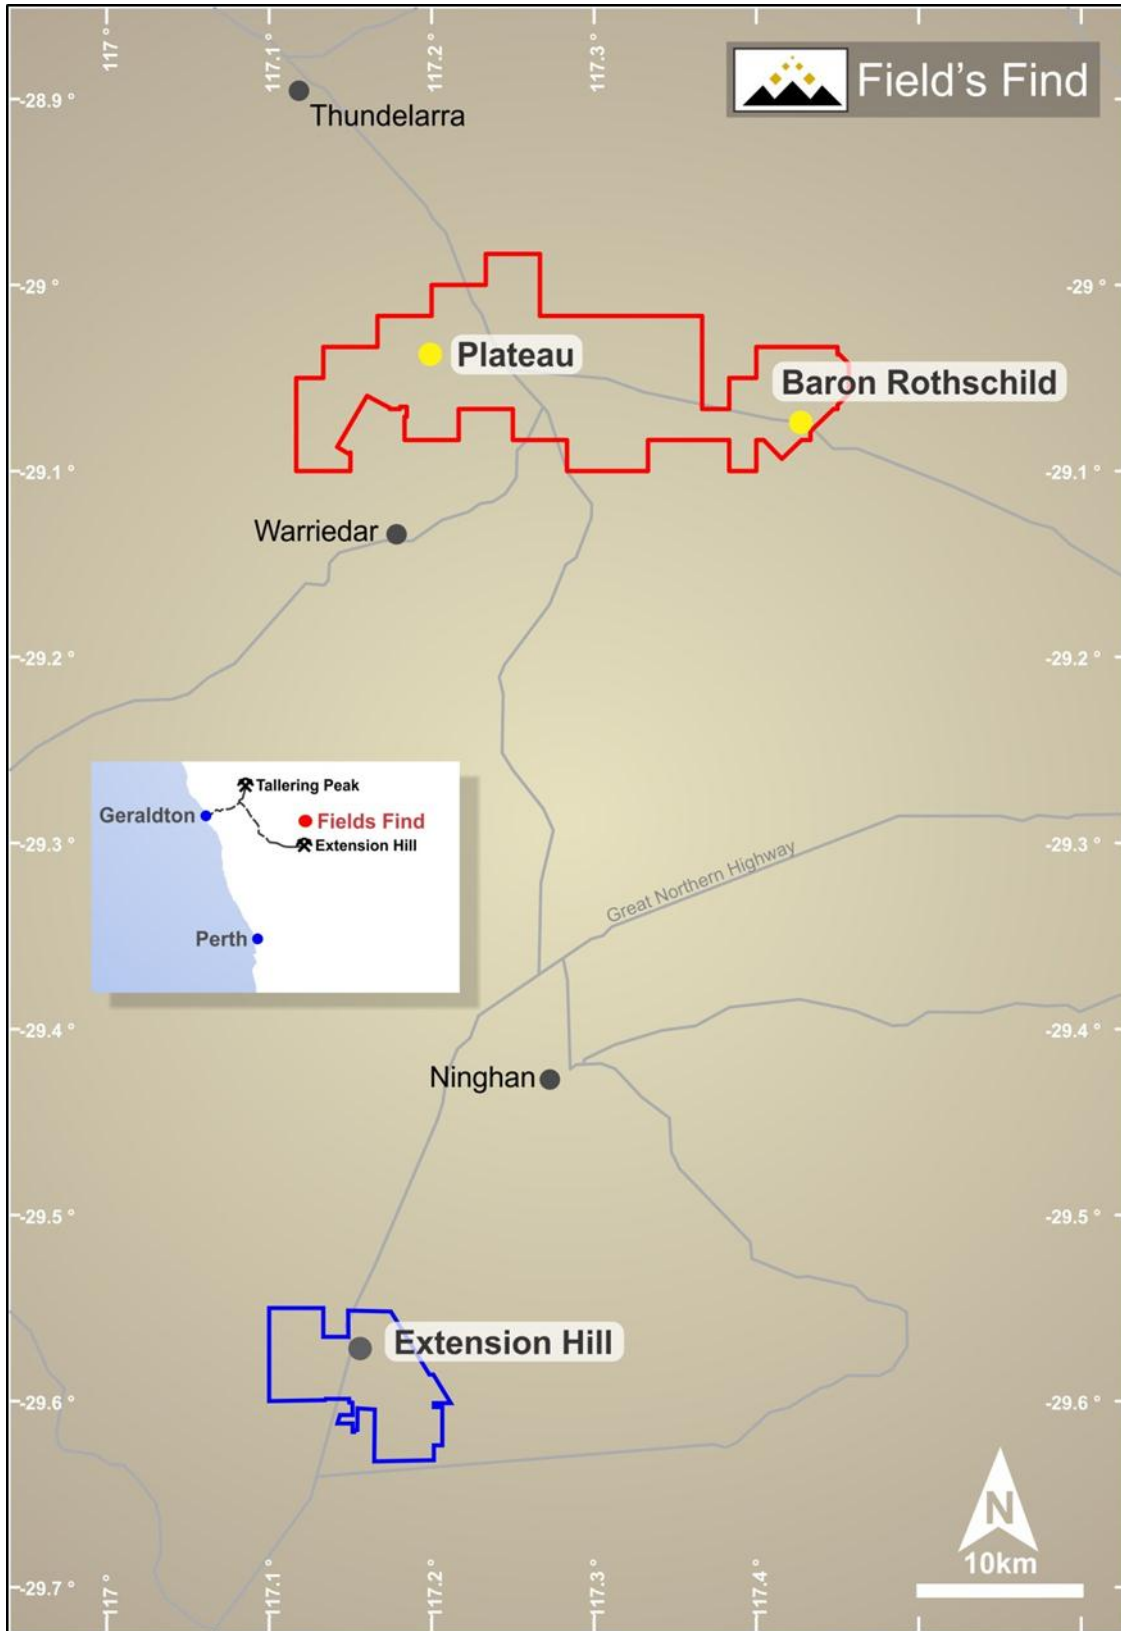 117 °
117.1 °
117.2 °
117.3 °
Field's Find
-28.9 °
Thundelarra
-29 °
-29 °
Plateau
Baron Rothschild
-29.1 °
-29.1 °
Warriedar
-29.2 °
-29.2 °
Tallering Peak
Geraldton
Fields Find
Extension Hill
Perth
-29.3 °
-29.3 °
Great Northern Highway
-29.4 °
-29.4 °
Ninghan
-29.5 °
-29.5 °
Extension Hill
-29.6 °
-29.6 °
N
10km
-29.7 °
117 °
117.1 °
117.2 °
117.3 °
117.4 °